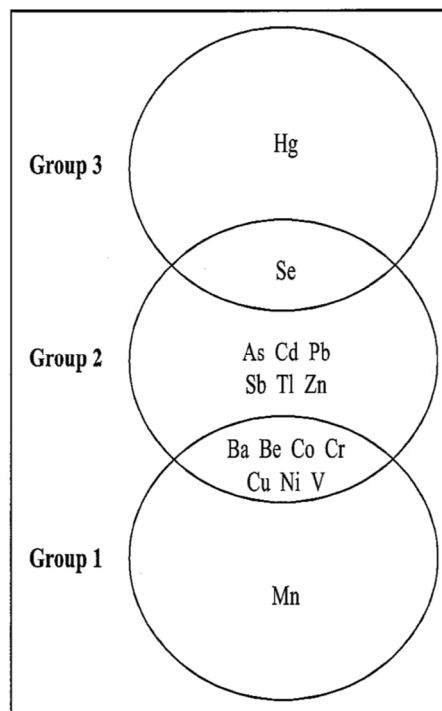 Hg
Group 3
Se
Group 2
As Cd Pb
Sb Tl Zn
Ba Be Co Cr
Cu Ni V
Group 1
Mn